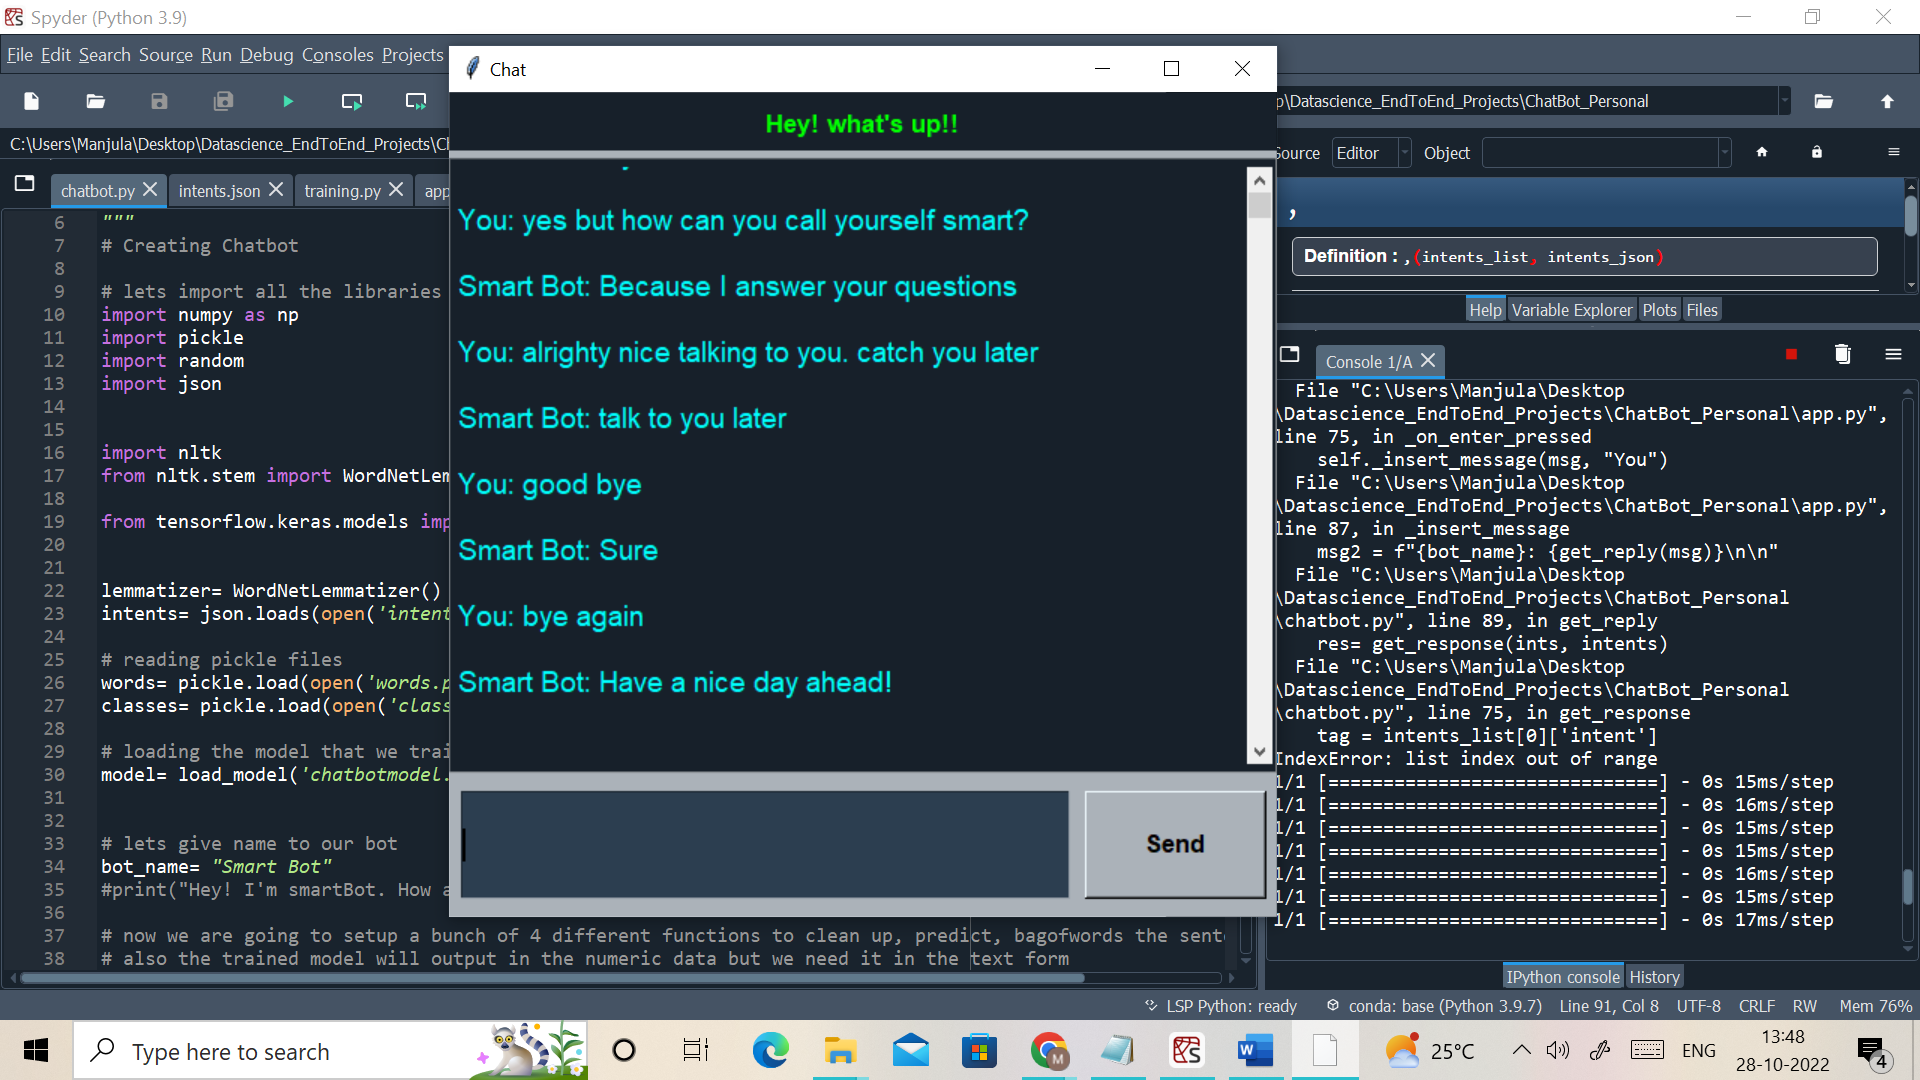 Spyder (Python 3.9)
File Edit Search Source Run Debug Consoles Projects
Chat
p\Datascience_EndToEnd_Projects\ChatBot_Personal
C:\Users\Manjula\Desktop\Datascience_EndToEnd_Projects\C
Source Editor Object
chatbot.py intents.json training.py app
6 """
7 # Creating Chatbot
8
9 # lets import all the libraries
10 import numpy as np
11 import pickle
12 import random
13 import json
14
15
16 import nltk
17 from nltk.stem import WordNetLem
18
19 from tensorflow.keras.models imp
20
21
22 lemmatizer= WordNetLemmatizer()
23 intents= json.loads(open('intent
24
25 # reading pickle files
26 words= pickle.load(open('words.p
27 classes= pickle.load(open('class
28
29 # loading the model that we trai
30 model= load_model('chatbotmodel.
31
32
33 # lets give name to our bot
34 bot_name= "Smart Bot"
35 #print("Hey! I'm smartBot. How a
36
37 # now we are going to setup a bunch of 4 different functions to clean up, predict, bagofwords the sent
38 # also the trained model will output in the numeric data but we need it in the text form
Hey! what's up!!
You: yes but how can you call yourself smart?
Smart Bot: Because I answer your questions
You: alrighty nice talking to you. catch you later
Smart Bot: talk to you later
You: good bye
Smart Bot: Sure
You: bye again
Smart Bot: Have a nice day ahead!
Send
,
Definition : ,(intents_list, intents_json)
Help Variable Explorer Plots Files
Console 1/A
File "C:\Users\Manjula\Desktop
\Datascience_EndToEnd_Projects\ChatBot_Personal\app.py",
line 75, in _on_enter_pressed
self._insert_message(msg, "You")
File "C:\Users\Manjula\Desktop
\Datascience_EndToEnd_Projects\ChatBot_Personal\app.py",
line 87, in _insert_message
msg2 = f"{bot_name}: {get_reply(msg)}\n\n"
File "C:\Users\Manjula\Desktop
\Datascience_EndToEnd_Projects\ChatBot_Personal
\chatbot.py", line 89, in get_reply
res= get_response(ints, intents)
File "C:\Users\Manjula\Desktop
\Datascience_EndToEnd_Projects\ChatBot_Personal
\chatbot.py", line 75, in get_response
tag = intents_list[0]['intent']
IndexError: list index out of range
1/1 [==============================] - 0s 15ms/step
1/1 [==============================] - 0s 16ms/step
1/1 [==============================] - 0s 15ms/step
1/1 [==============================] - 0s 15ms/step
1/1 [==============================] - 0s 16ms/step
1/1 [==============================] - 0s 15ms/step
1/1 [==============================] - 0s 17ms/step
IPython console History
LSP Python: ready conda: base (Python 3.9.7) Line 91, Col 8 UTF-8 CRLF RW Mem 76%
Type here to search
25°C
ENG
13:48
28-10-2022
4